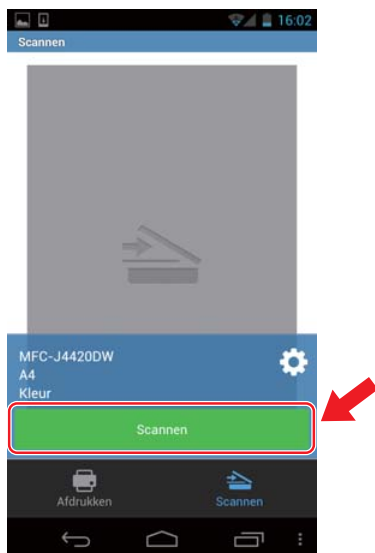 16:02
Scannen
MFC-J4420DW
A4
Kleur
Scannen
Afdrukken
Scannen